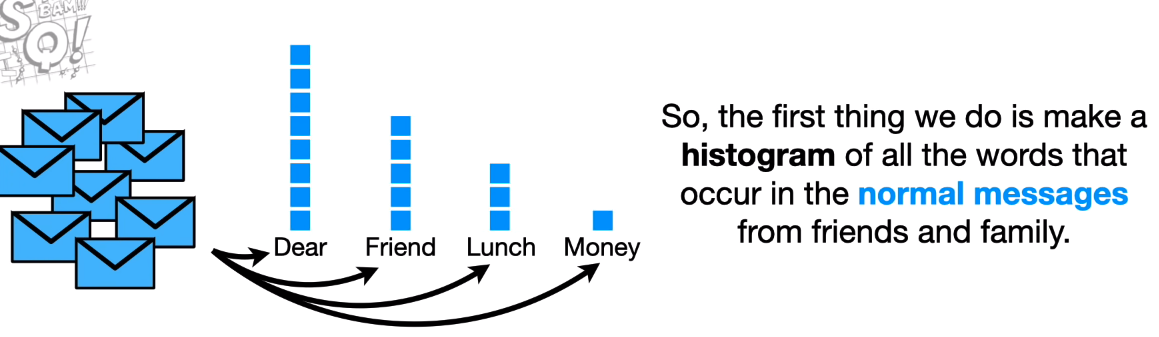 S
BAM!!
Q!
Dear Friend Lunch Money
So, the first thing we do is make a
histogram of all the words that
occur in the normal messages
from friends and family.